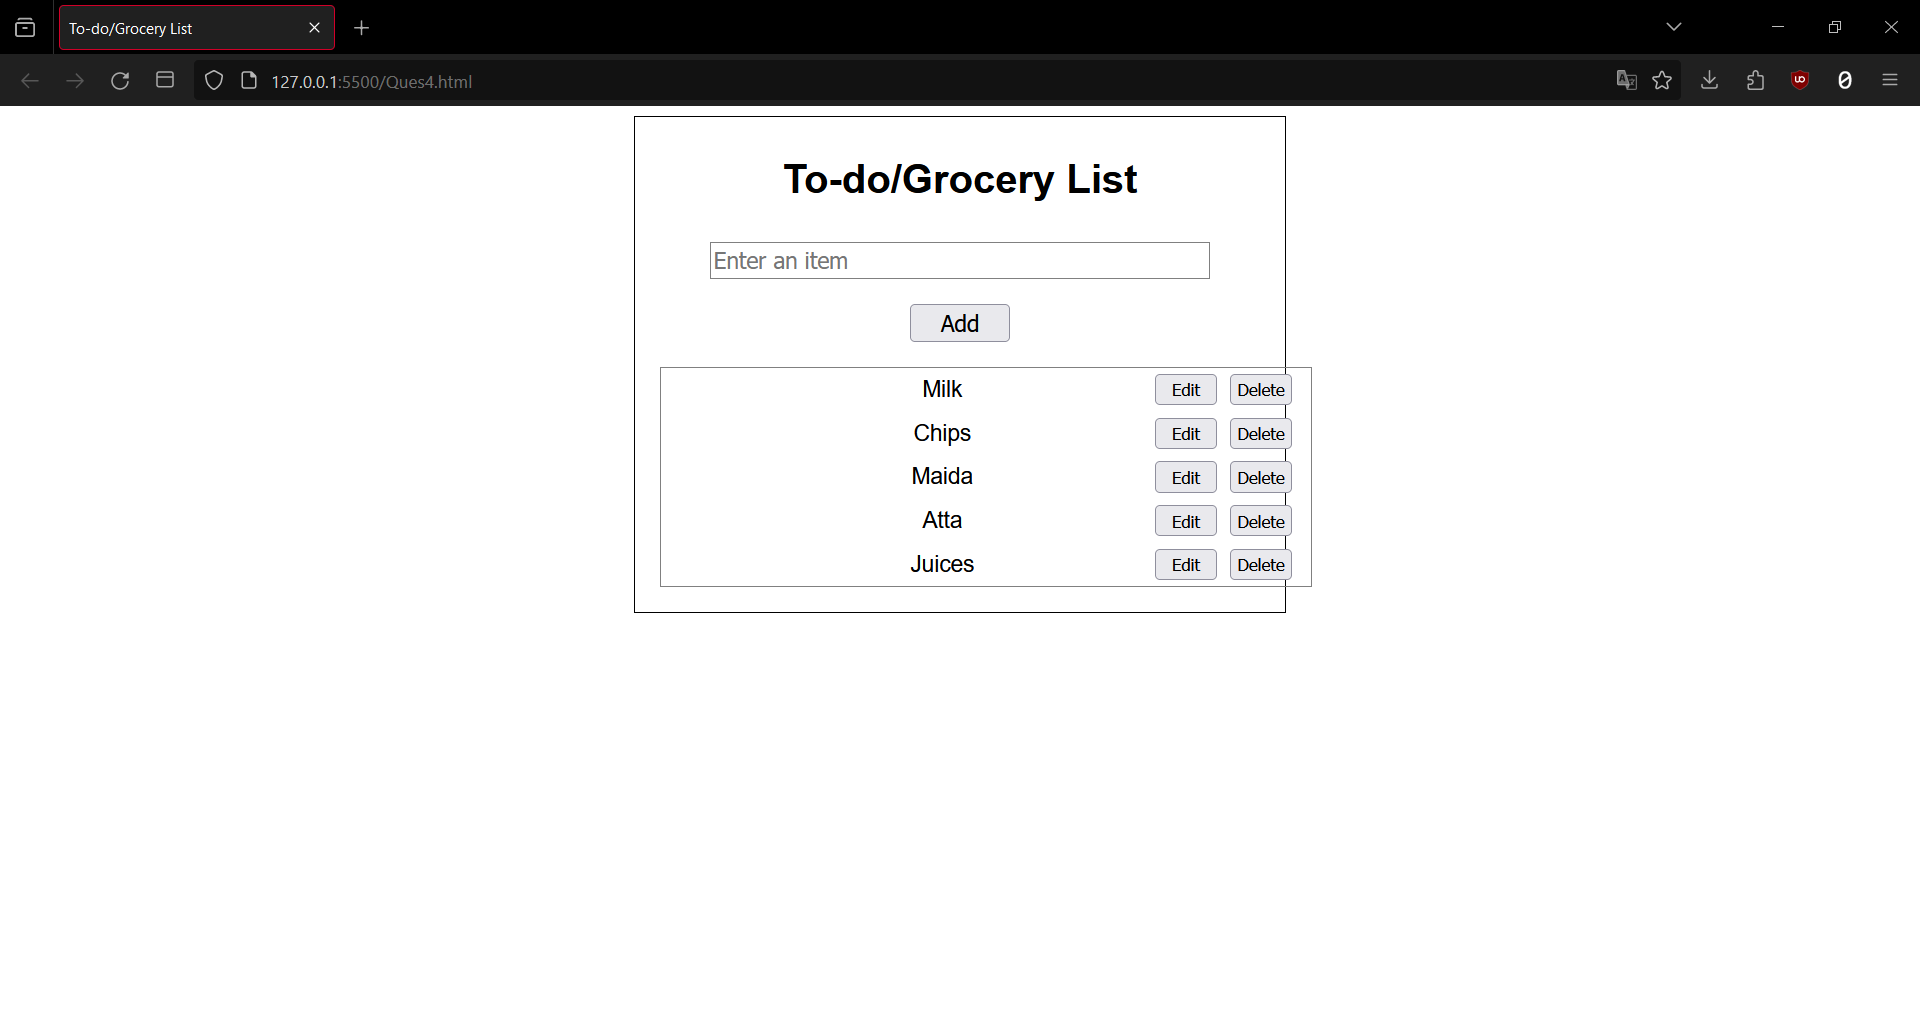 To-do/Grocery List
127.0.0.1:5500/Ques4.html
To-do/Grocery List
Enter an item
Add
Milk Edit Delete
Chips Edit Delete
Maida Edit Delete
Atta Edit Delete
Juices Edit Delete